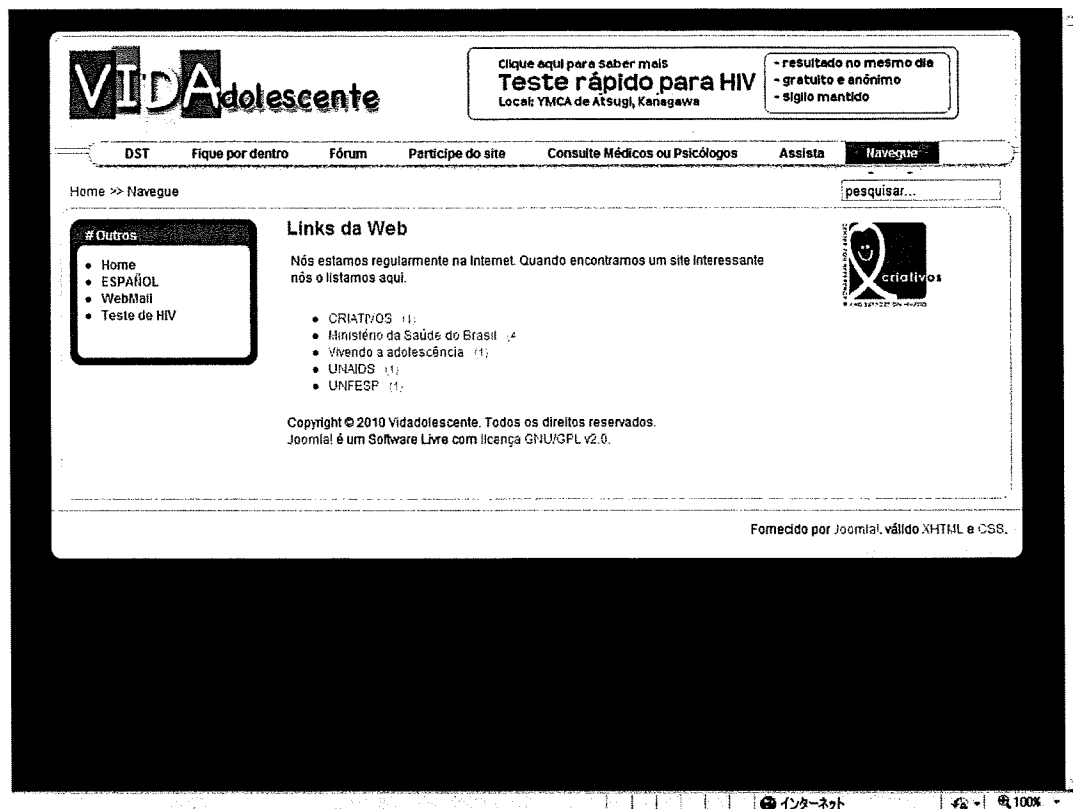 VIDAdolescente
Clique aqui para saber mais
Teste rápido para HIV
Local: YMCA de Atsugi, Kanagawa
- resultado no mesmo dia
- gratuito e anônimo
- Sigilo mantido
DST Fique por dentro Fórum Participe do site Consulte Médicos ou Psicólogos Assista Navegue
Home >> Navegue
pesquisar...
# Outros
Home
ESPAÑOL
WebMail
Teste de HIV
Links da Web
Nós estamos regularmente na Internet. Quando encontramos um site interessante
nós o listamos aqui.
CRIATIVOS (1)
Ministério da Saúde do Brasil (4
Vivendo a adolescência (1)
UNAIDS (1)
UNFESP (1)
Copyright © 2010 Vidadolescente. Todos os direitos reservados.
Joomla! é um Software Livre com licença GNU/GPL v2.0.
criativos
Fornecido por Joomla!. válido XHTML e CSS.
インターネット
100%